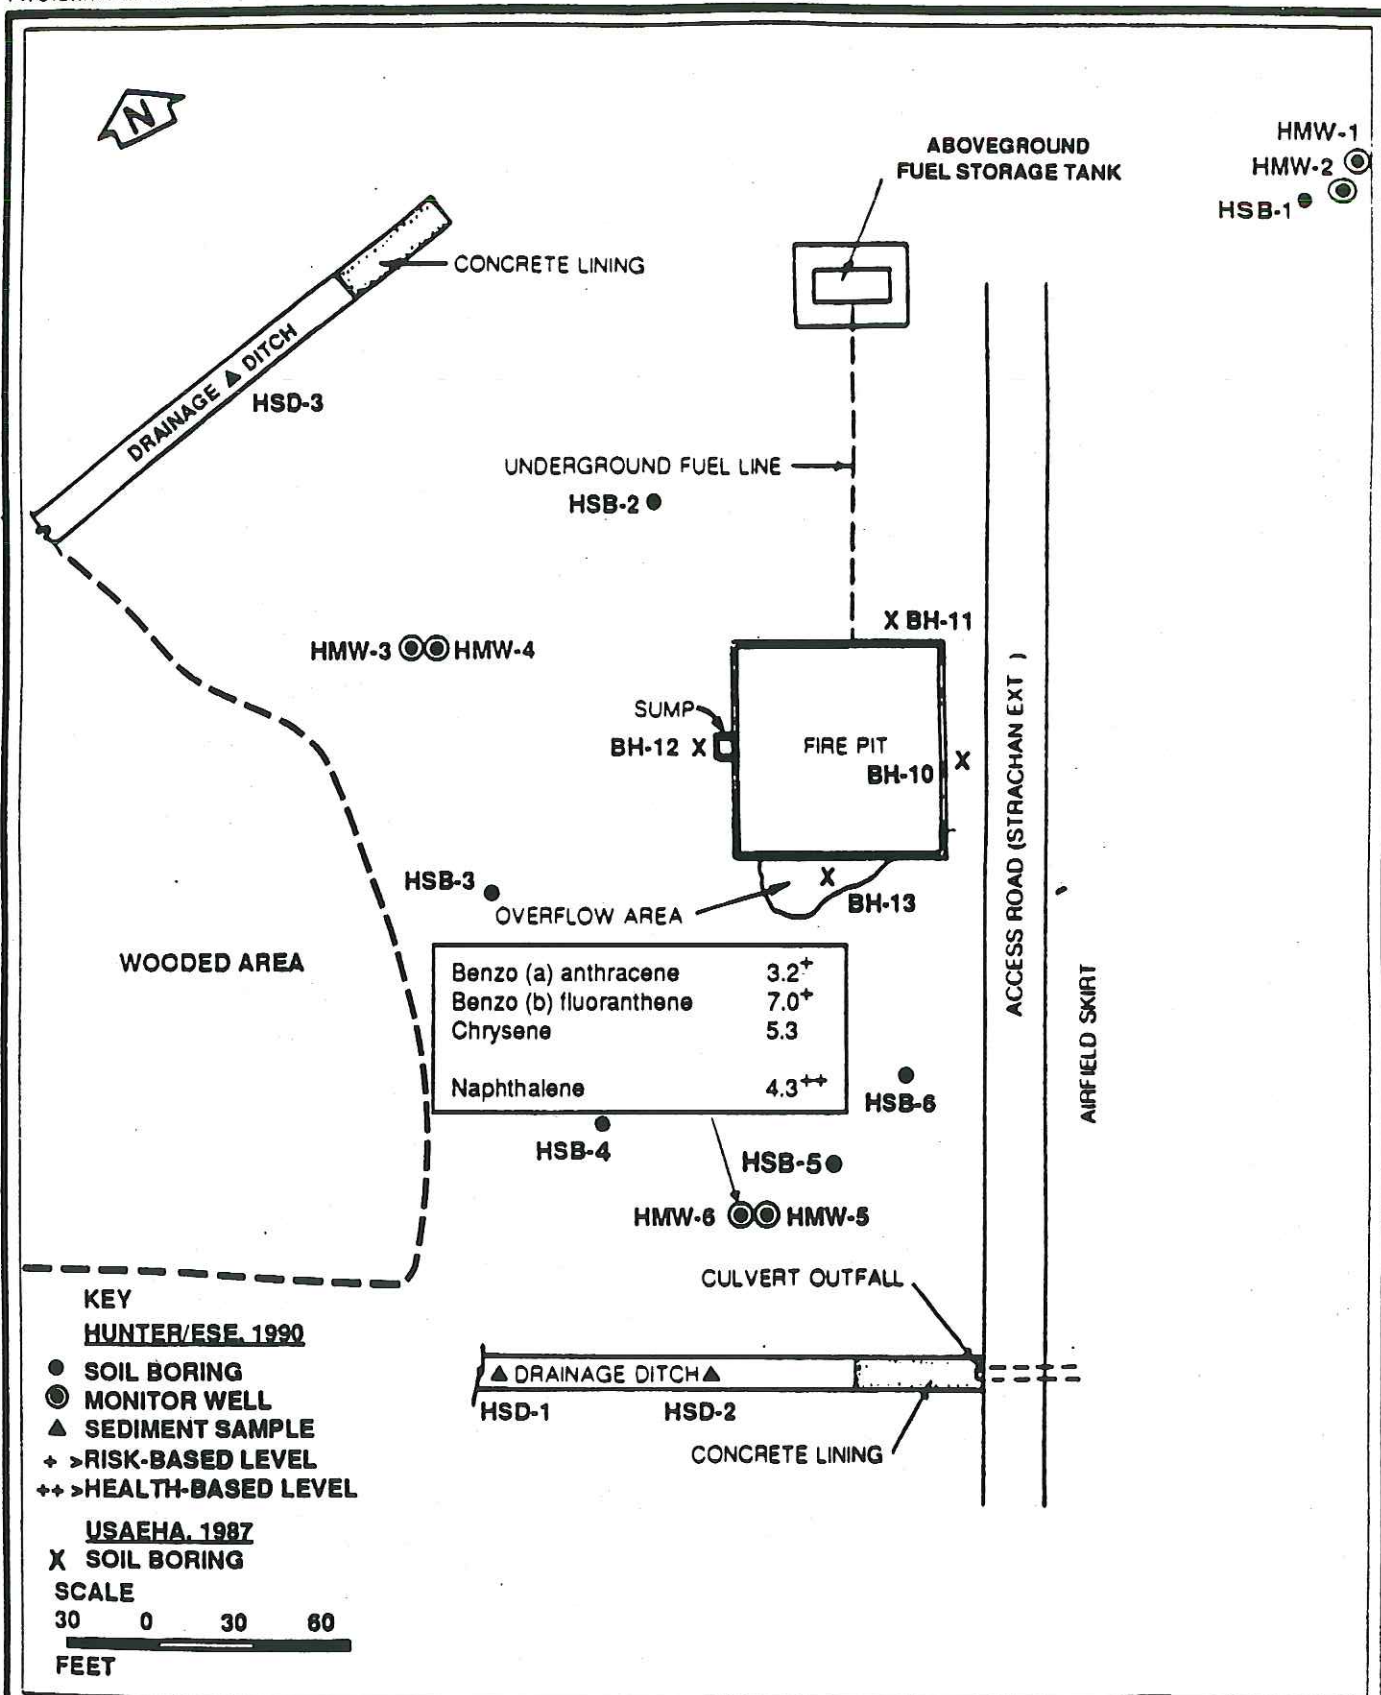 N
HMW-1
HMW-2
HSB-1
ABOVEGROUND
FUEL STORAGE TANK
CONCRETE LINING
DRAINAGE DITCH
HSD-3
UNDERGROUND FUEL LINE
HSB-2
X BH-11
HMW-3 HMW-4
SUMP
BH-12 X
FIRE PIT
BH-10 X
ACCESS ROAD (STRACHAN EXT )
AIRFIELD SKIRT
HSB-3
X
BH-13
OVERFLOW AREA
WOODED AREA
Benzo (a) anthracene 3.2+
Benzo (b) fluoranthene 7.0+
Chrysene 5.3
Naphthalene 4.3++
HSB-6
HSB-4
HSB-5
HMW-6 HMW-5
CULVERT OUTFALL
DRAINAGE DITCH
HSD-1 HSD-2
CONCRETE LINING
KEY
HUNTER/ESE, 1990
SOIL BORING
MONITOR WELL
SEDIMENT SAMPLE
+ >RISK-BASED LEVEL
++ >HEALTH-BASED LEVEL
USAEHA, 1987
X SOIL BORING
SCALE
30 0 30 60
FEET